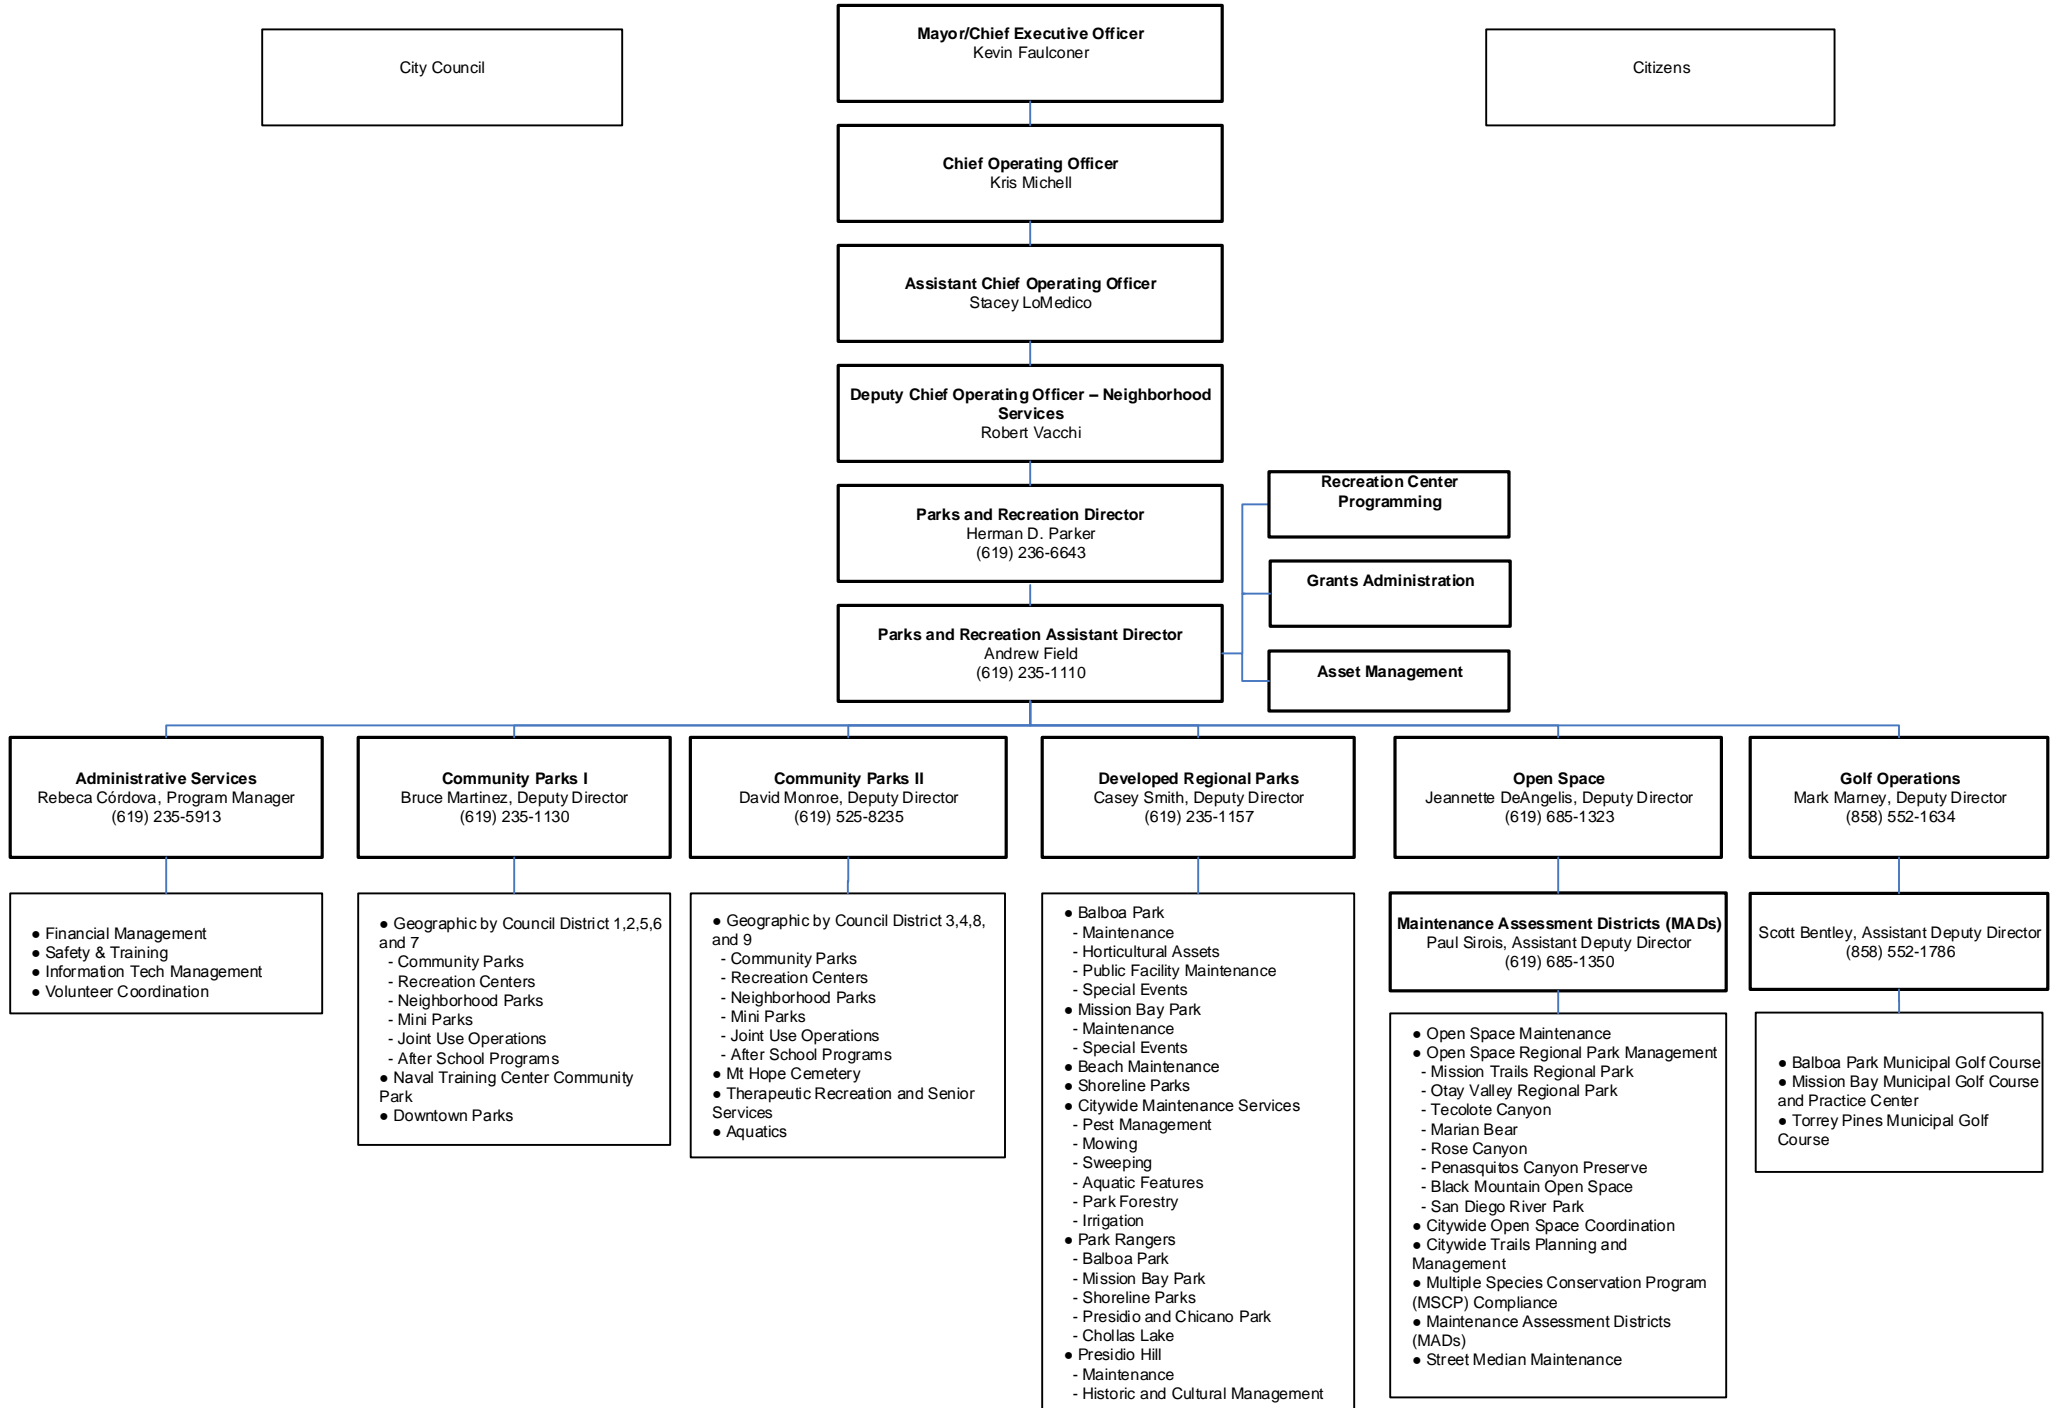 City Council
Mayor/Chief Executive Officer
Kevin Faulconer
Citizens
Chief Operating Officer
Kris Michell
Assistant Chief Operating Officer
Stacey LoMedico
Deputy Chief Operating Officer – Neighborhood
Services
Robert Vacchi
Parks and Recreation Director
Herman D. Parker
(619) 236-6643
Recreation Center
Programming
Grants Administration
Asset Management
Parks and Recreation Assistant Director
Andrew Field
(619) 235-1110
Administrative Services
Rebeca Córdova, Program Manager
(619) 235-5913
● Financial Management
● Safety & Training
● Information Tech Management
● Volunteer Coordination
Community Parks I
Bruce Martinez, Deputy Director
(619) 235-1130
● Geographic by Council District 1,2,5,6
and 7
- Community Parks
- Recreation Centers
- Neighborhood Parks
- Mini Parks
- Joint Use Operations
- After School Programs
● Naval Training Center Community
Park
● Downtown Parks
Community Parks II
David Monroe, Deputy Director
(619) 525-8235
● Geographic by Council District 3,4,8,
and 9
- Community Parks
- Recreation Centers
- Neighborhood Parks
- Mini Parks
- Joint Use Operations
- After School Programs
● Mt Hope Cemetery
● Therapeutic Recreation and Senior
Services
● Aquatics
Developed Regional Parks
Casey Smith, Deputy Director
(619) 235-1157
● Balboa Park
- Maintenance
- Horticultural Assets
- Public Facility Maintenance
- Special Events
● Mission Bay Park
- Maintenance
- Special Events
● Beach Maintenance
● Shoreline Parks
● Citywide Maintenance Services
- Pest Management
- Mowing
- Sweeping
- Aquatic Features
- Park Forestry
- Irrigation
● Park Rangers
- Balboa Park
- Mission Bay Park
- Shoreline Parks
- Presidio and Chicano Park
- Chollas Lake
● Presidio Hill
- Maintenance
- Historic and Cultural Management
Open Space
Jeannette DeAngelis, Deputy Director
(619) 685-1323
Maintenance Assessment Districts (MADs)
Paul Sirois, Assistant Deputy Director
(619) 685-1350
● Open Space Maintenance
● Open Space Regional Park Management
- Mission Trails Regional Park
- Otay Valley Regional Park
- Tecolote Canyon
- Marian Bear
- Rose Canyon
- Penasquitos Canyon Preserve
- Black Mountain Open Space
- San Diego River Park
● Citywide Open Space Coordination
● Citywide Trails Planning and
Management
● Multiple Species Conservation Program
(MSCP) Compliance
● Maintenance Assessment Districts
(MADs)
● Street Median Maintenance
Golf Operations
Mark Marney, Deputy Director
(858) 552-1634
Scott Bentley, Assistant Deputy Director
(858) 552-1786
● Balboa Park Municipal Golf Course
● Mission Bay Municipal Golf Course
and Practice Center
● Torrey Pines Municipal Golf
Course